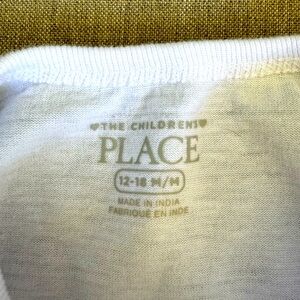 ♥THE CHILDREN'S♥
PLACE
12-18 M/M
MADE IN INDIA
FABRIQUÉ EN INDE